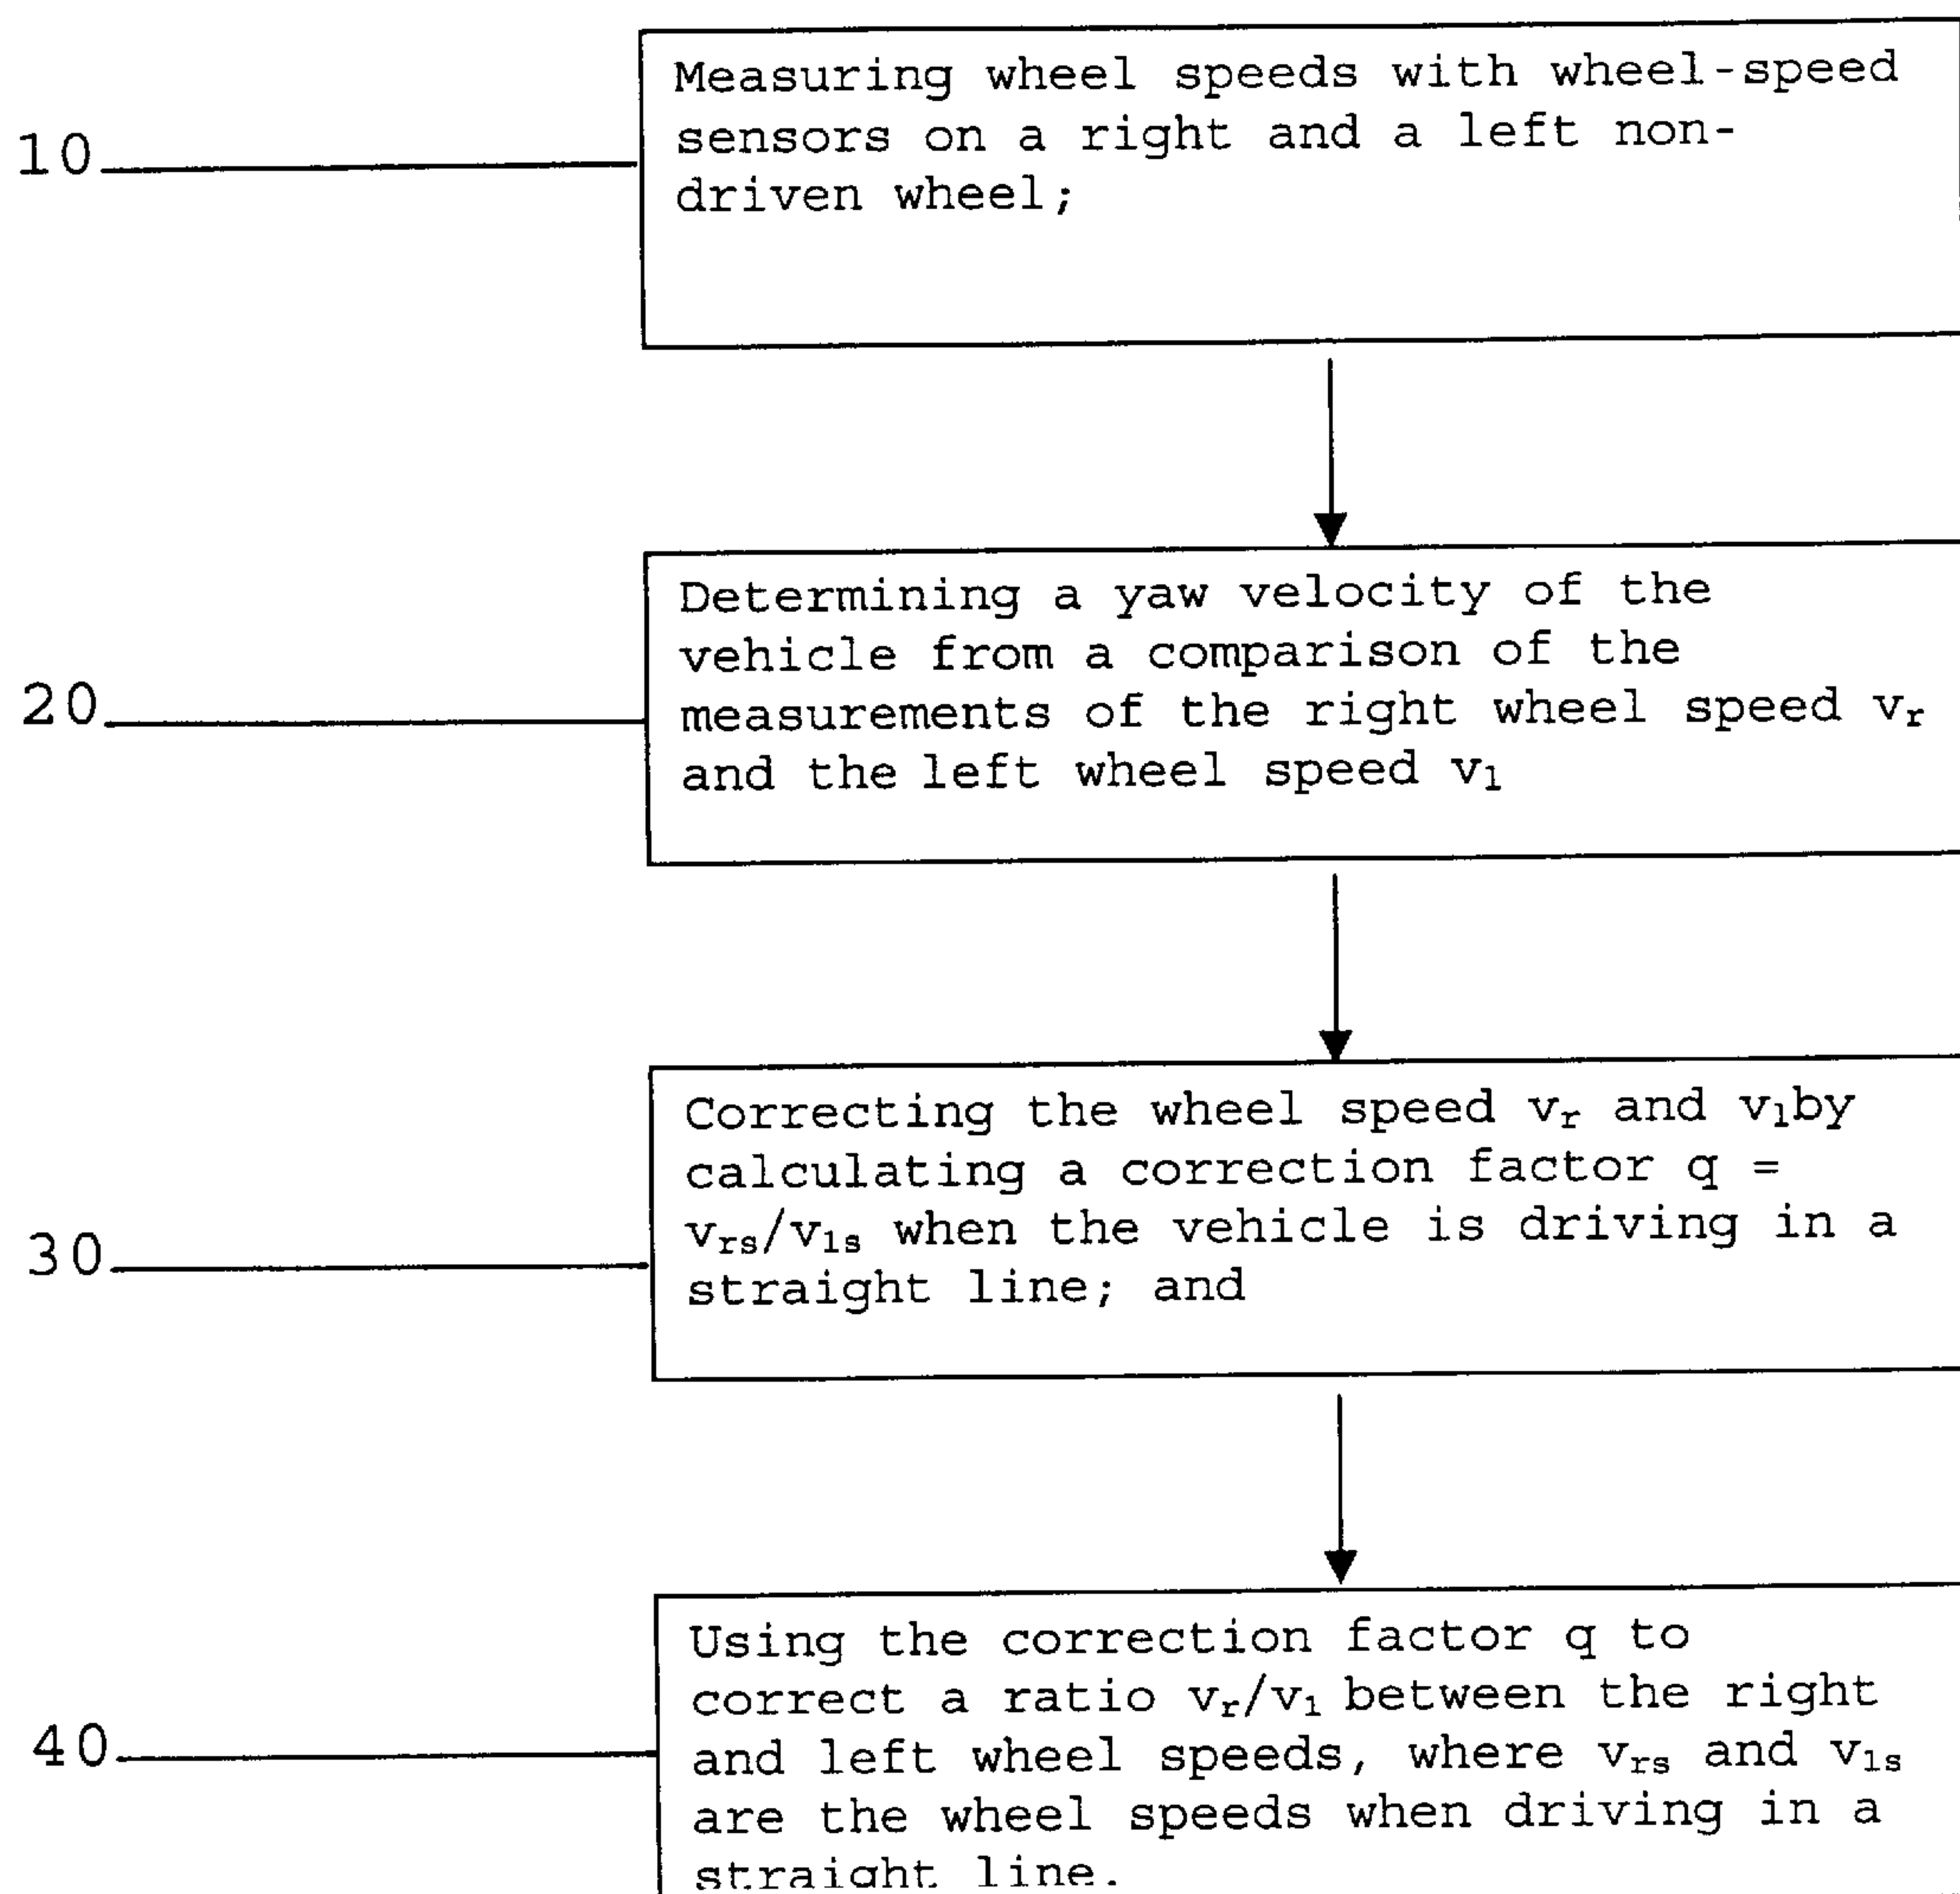 Measuring wheel speeds with wheel-speed
sensors on a right and a left non-
driven wheel;
10
Determining a yaw velocity of the
vehicle from a comparison of the
measurements of the right wheel speed vr
and the left wheel speed vl
20
Correcting the wheel speed vr and vlby
calculating a correction factor q =
vrs/vls when the vehicle is driving in a
straight line; and
30
Using the correction factor q to
correct a ratio vr/vl between the right
and left wheel speeds, where vrs and vls
are the wheel speeds when driving in a
straight line.
40